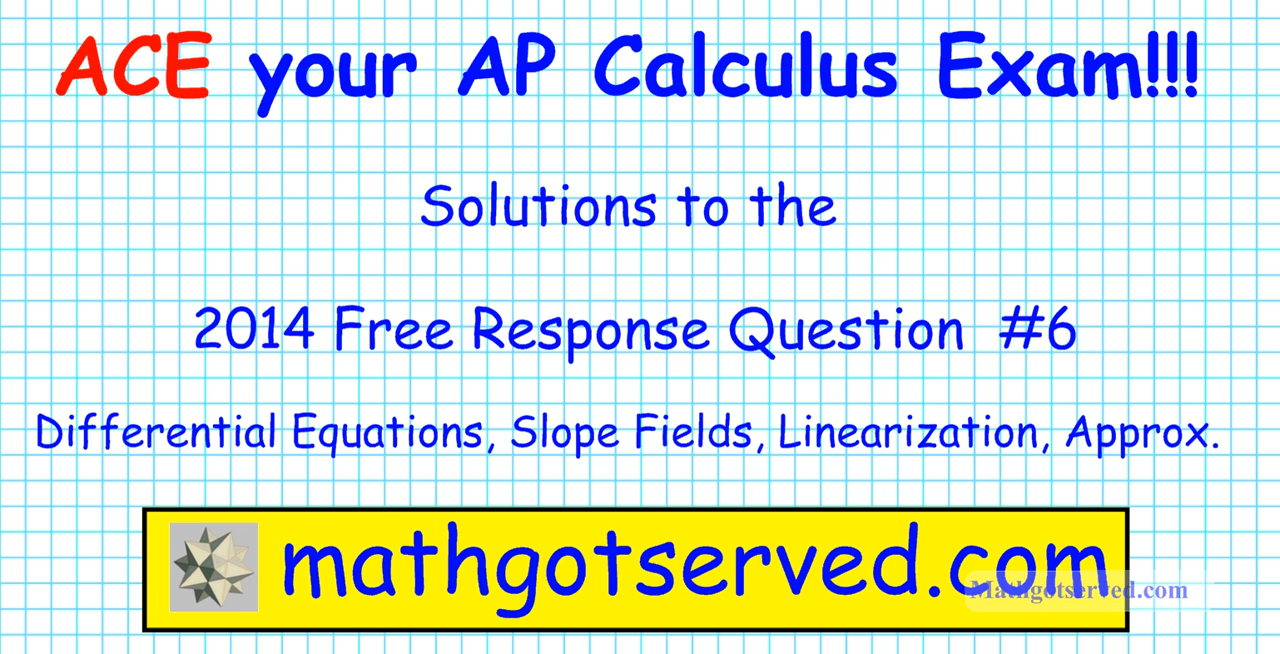 ACE your AP Calculus Exam!!!
Solutions to the
2014 Free Response Question #6
Differential Equations, Slope Fields, Linearization, Approx.
mathgotserved.com
Mathgotserved.com